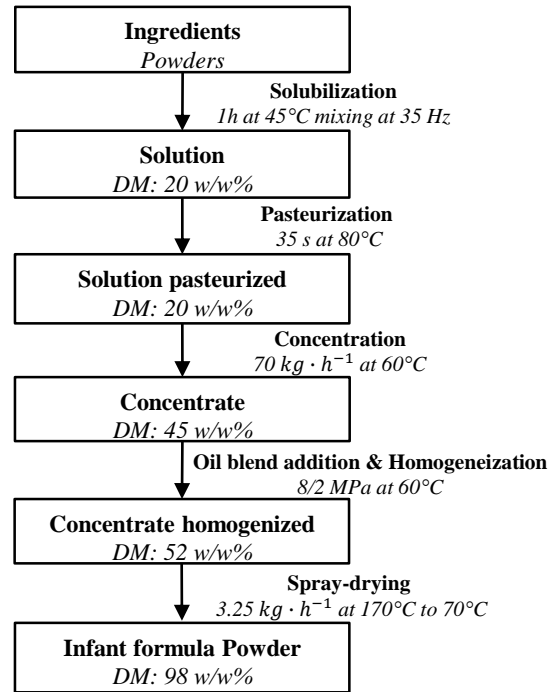 Ingredients
Powders
Solubilization
1h at 45°C mixing at 35 Hz
Solution
DM: 20 w/w%
Pasteurization
35 s at 80°C
Solution pasteurized
DM: 20 w/w%
Concentration
70 kg · h⁻¹ at 60°C
Concentrate
DM: 45 w/w%
Oil blend addition & Homogeneization
8/2 MPa at 60°C
Concentrate homogenized
DM: 52 w/w%
Spray-drying
3.25 kg · h⁻¹ at 170°C to 70°C
Infant formula Powder
DM: 98 w/w%